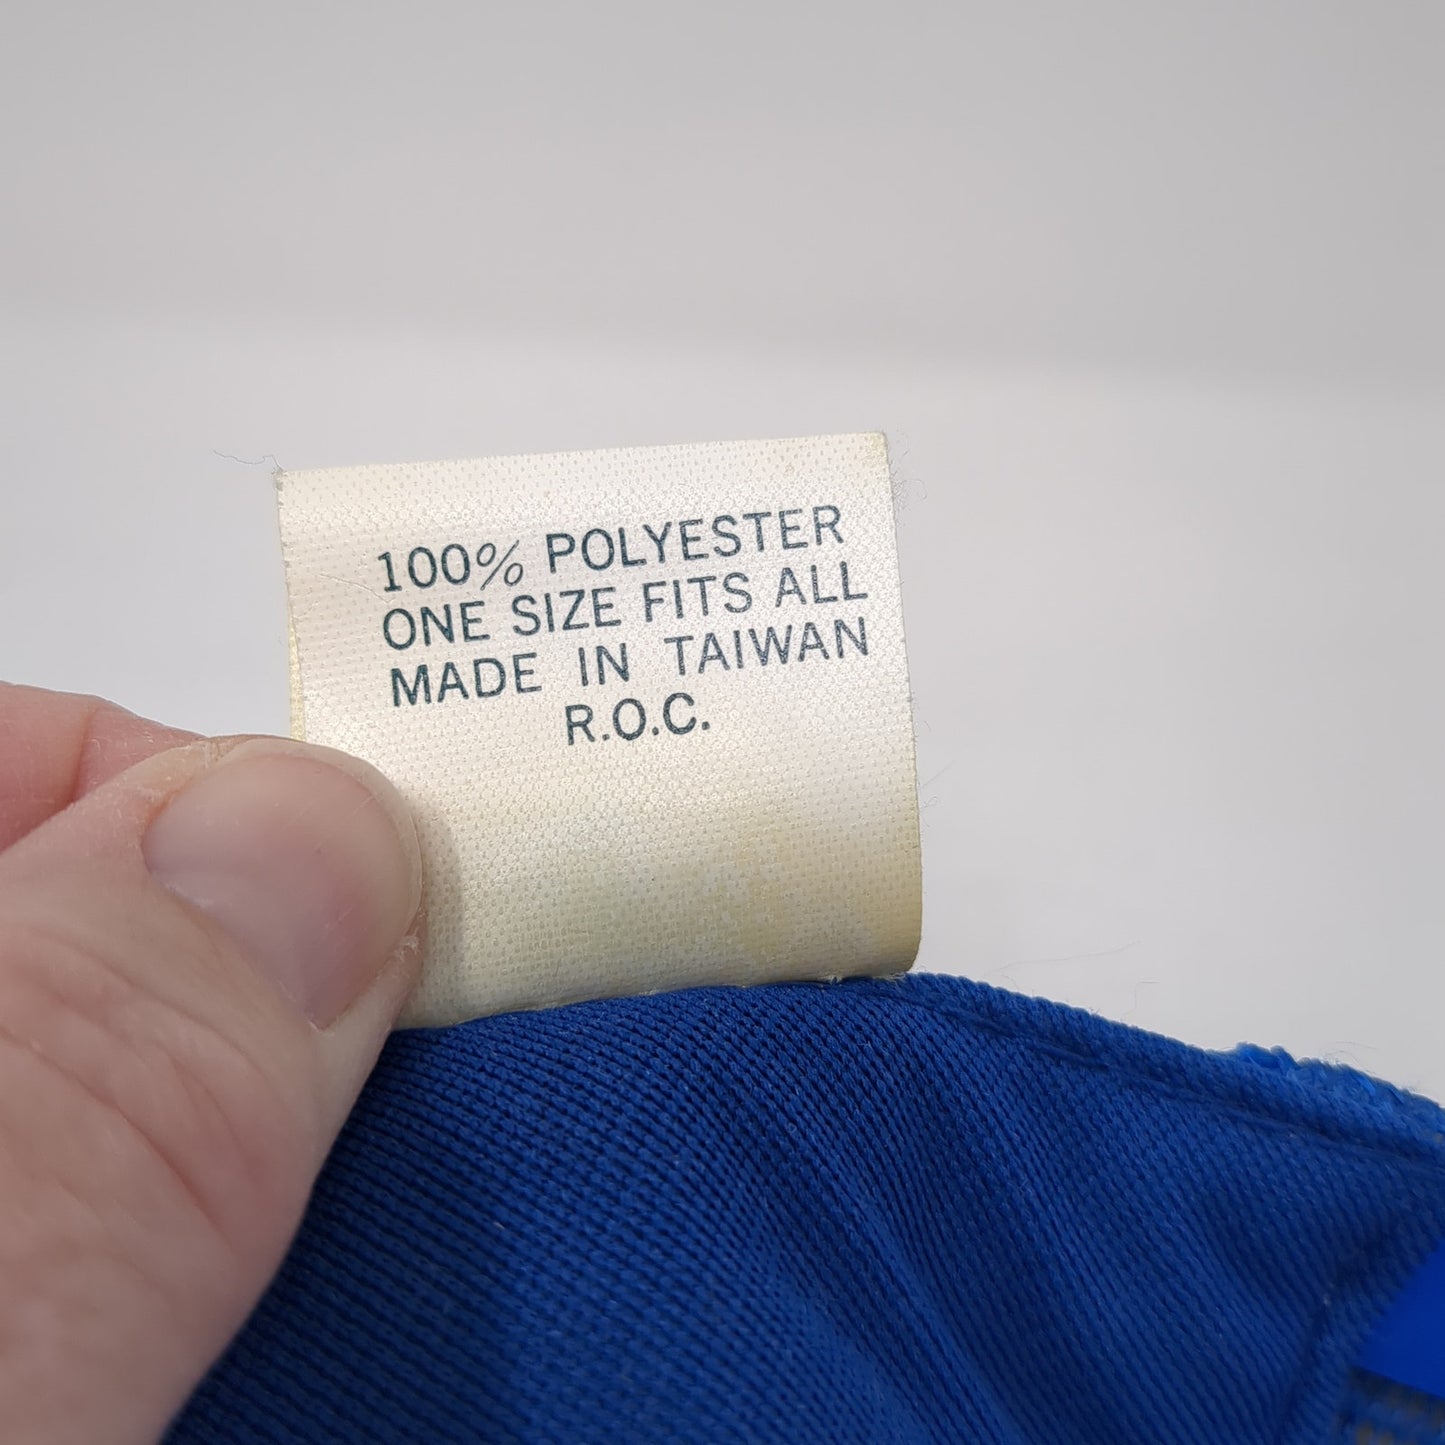 100% POLYESTER
ONE SIZE FITS ALL
MADE IN TAIWAN
R.O.C.